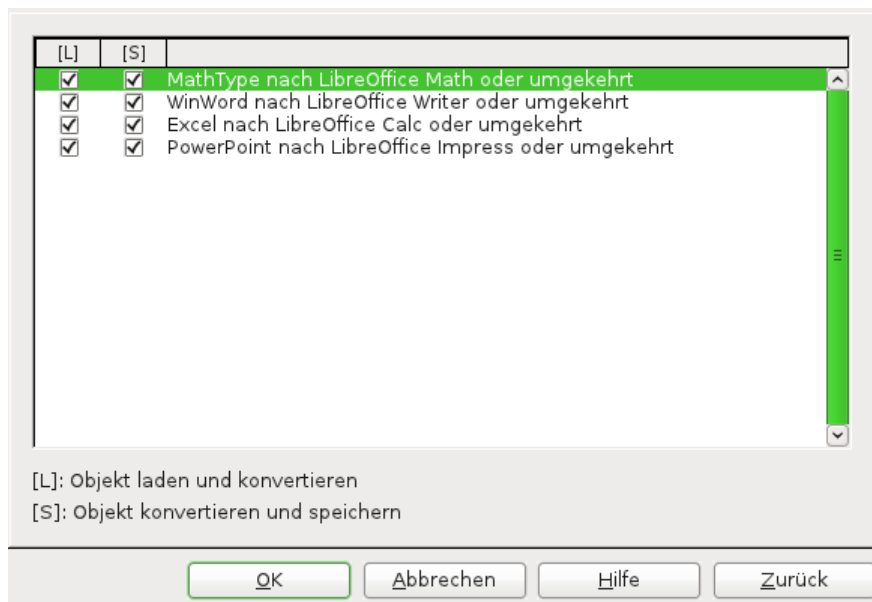 [L] [S]
MathType nach LibreOffice Math oder umgekehrt
WinWord nach LibreOffice Writer oder umgekehrt
Excel nach LibreOffice Calc oder umgekehrt
PowerPoint nach LibreOffice Impress oder umgekehrt
[L]: Objekt laden und konvertieren
[S]: Objekt konvertieren und speichern
OK Abbrechen Hilfe Zurück